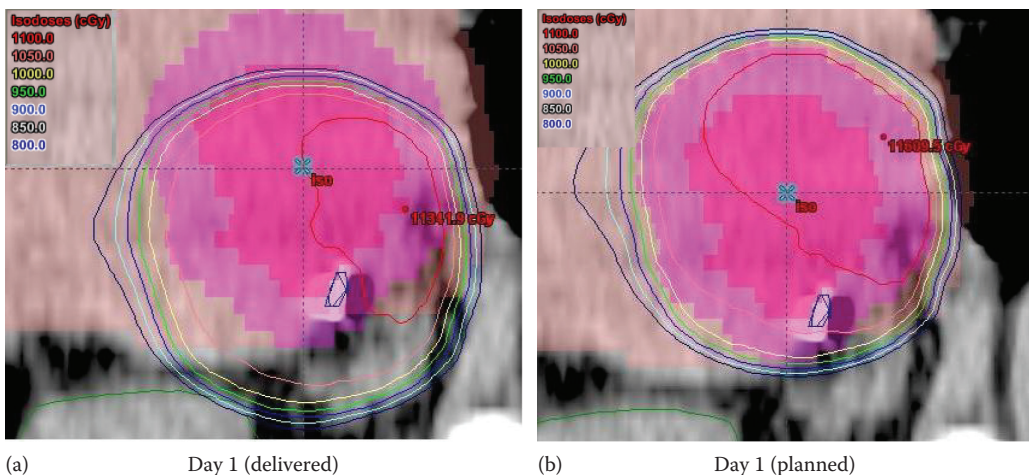 Isodoses (cGy)
1100.0
1050.0
1000.0
950.0
900.0
850.0
800.0
iso
11341.9 cGy
Isodoses (cGy)
1100.0
1050.0
1000.0
950.0
900.0
850.0
800.0
11609.5 cGy
iso
(a) Day 1 (delivered)
(b) Day 1 (planned)